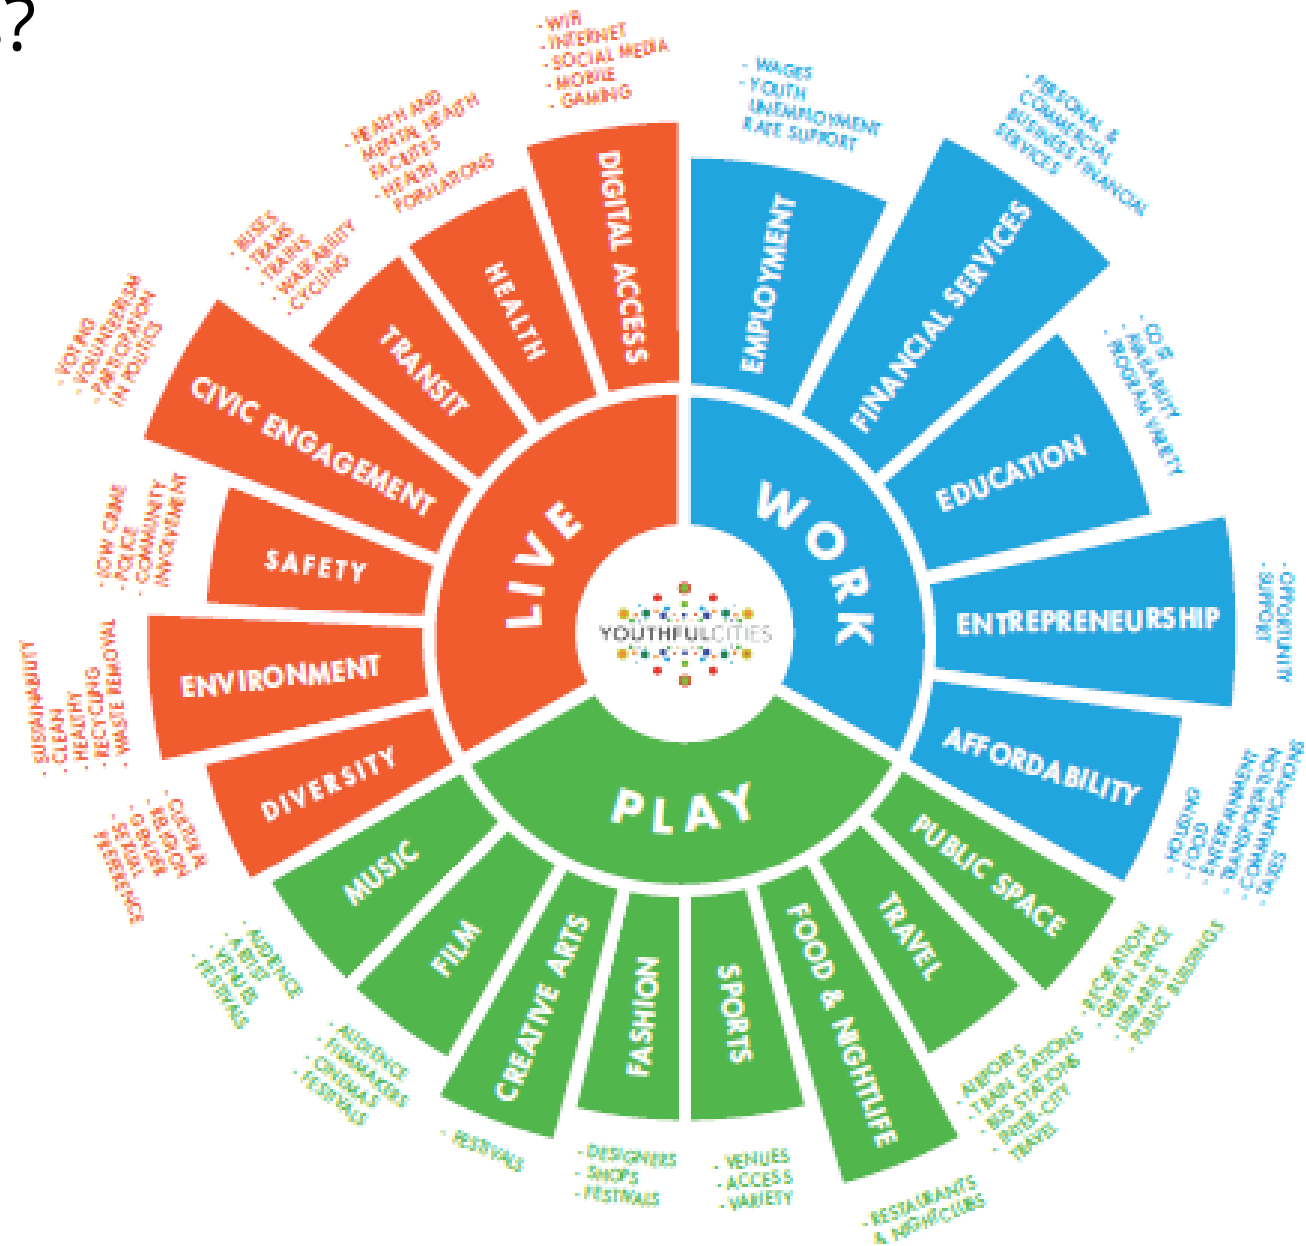 ?
- WIFI
- INTERNET
- SOCIAL MEDIA
- MOBILE
- GAMING
DIGITAL ACCESS
- HEALTH AND
MENTAL HEALTH
FACILITES
- HEALTH
POPULATIONS
HEALTH
- BUSES
- TRAMS
- TRAINS
- WALKABILITY
- CYCLING
TRANSIT
- VOTING
- VOLUNTEERISM
- PARTICIPATION
IN POLITICS
CIVIC ENGAGEMENT
- LOW CRIME
- POLICE
- COMMUNITY
INVOLVEMENT
SAFETY
- SUSTAINABILITY
- CLEAN
- HEALTHY
- RECYCLING
- WASTE REMOVAL
ENVIRONMENT
- CULTURAL
- RELIGION
- GENDER
- SEXUAL
PREFERENCE
DIVERSITY
LIVE
- WAGES
- YOUTH
UNEMPLOYMENT
RATE SUPPORT
EMPLOYMENT
- PERSONAL &
COMMERCIAL
BUSINESS FINANCIAL
SERVICES
FINANCIAL SERVICES
- COST
- AVAILABILITY
- PROGRAM VARIETY
EDUCATION
- OPPORTUNITY
- SUPPORT
ENTREPRENEURSHIP
- HOUSING
- FOOD
- ENTERTAINMENT
- TRANSPORTATION
- COMMUNICATIONS
- TAXES
AFFORDABILITY
WORK
YOUTHFULCITIES
PLAY
PUBLIC SPACE
- RECREATION
- GREEN SPACE
- LIBRARIES
- PUBLIC BUILDINGS
TRAVEL
- AIRPORTS
- TRAIN STATIONS
- BUS STATIONS
- INTER-CITY
TRAVEL
FOOD & NIGHTLIFE
- RESTAURANTS
& NIGHTCLUBS
SPORTS
- VENUES
- ACCESS
- VARIETY
FASHION
- DESIGNERS
- SHOPS
- FESTIVALS
CREATIVE ARTS
- FESTIVALS
FILM
- AUDIENCE
- FILMMAKERS
- CINEMAS
- FESTIVALS
MUSIC
- AUDIENCE
- ARTIST
- VENUES
- FESTIVALS